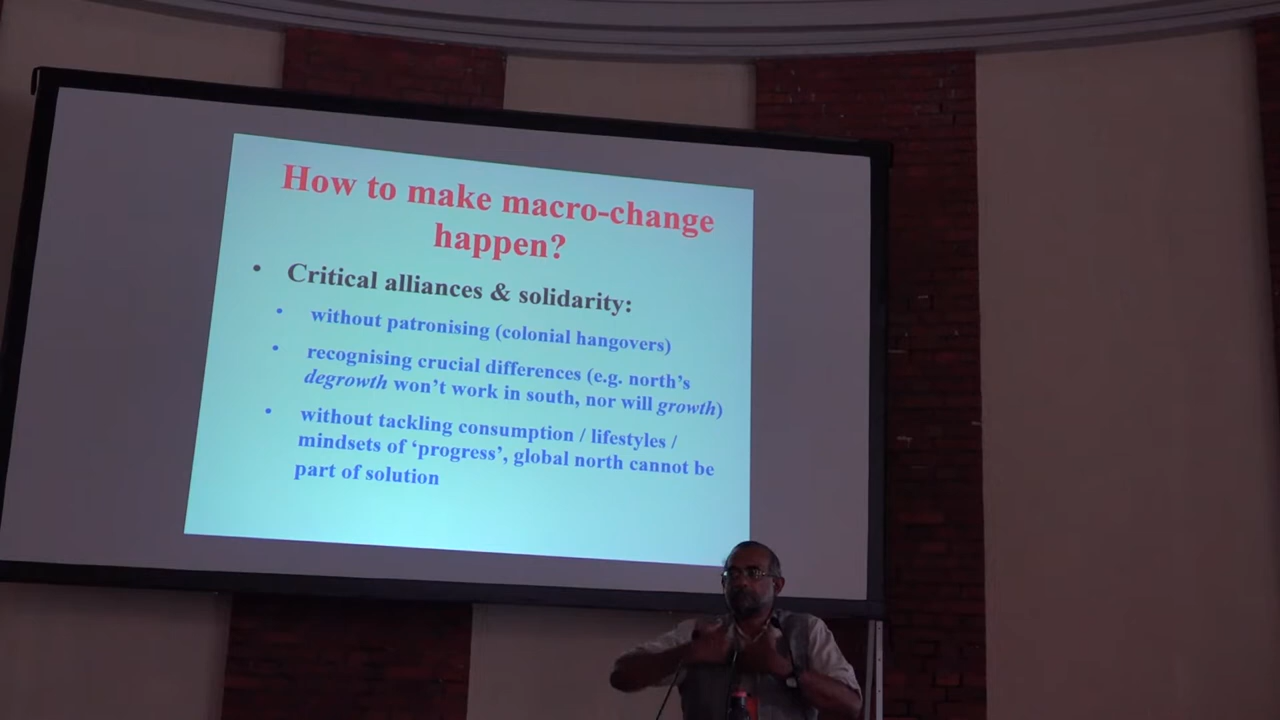 How to make macro-change
happen?
• Critical alliances & solidarity:
• without patronising (colonial hangovers)
• recognising crucial differences (e.g. north's
degrowth won't work in south, nor will growth)
• without tackling consumption / lifestyles /
mindsets of ‘progress’, global north cannot be
part of solution